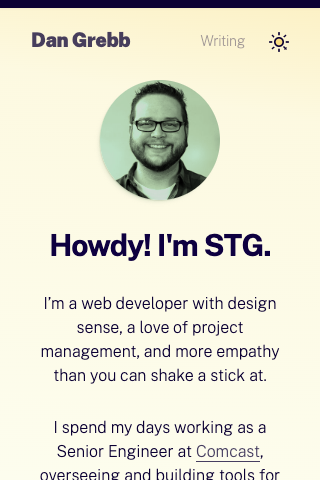 Dan Grebb
Writing
Howdy! I'm STG.
I’m a web developer with design
sense, a love of project
management, and more empathy
than you can shake a stick at.
I spend my days working as a
Senior Engineer at Comcast,
overseeing and building tools for